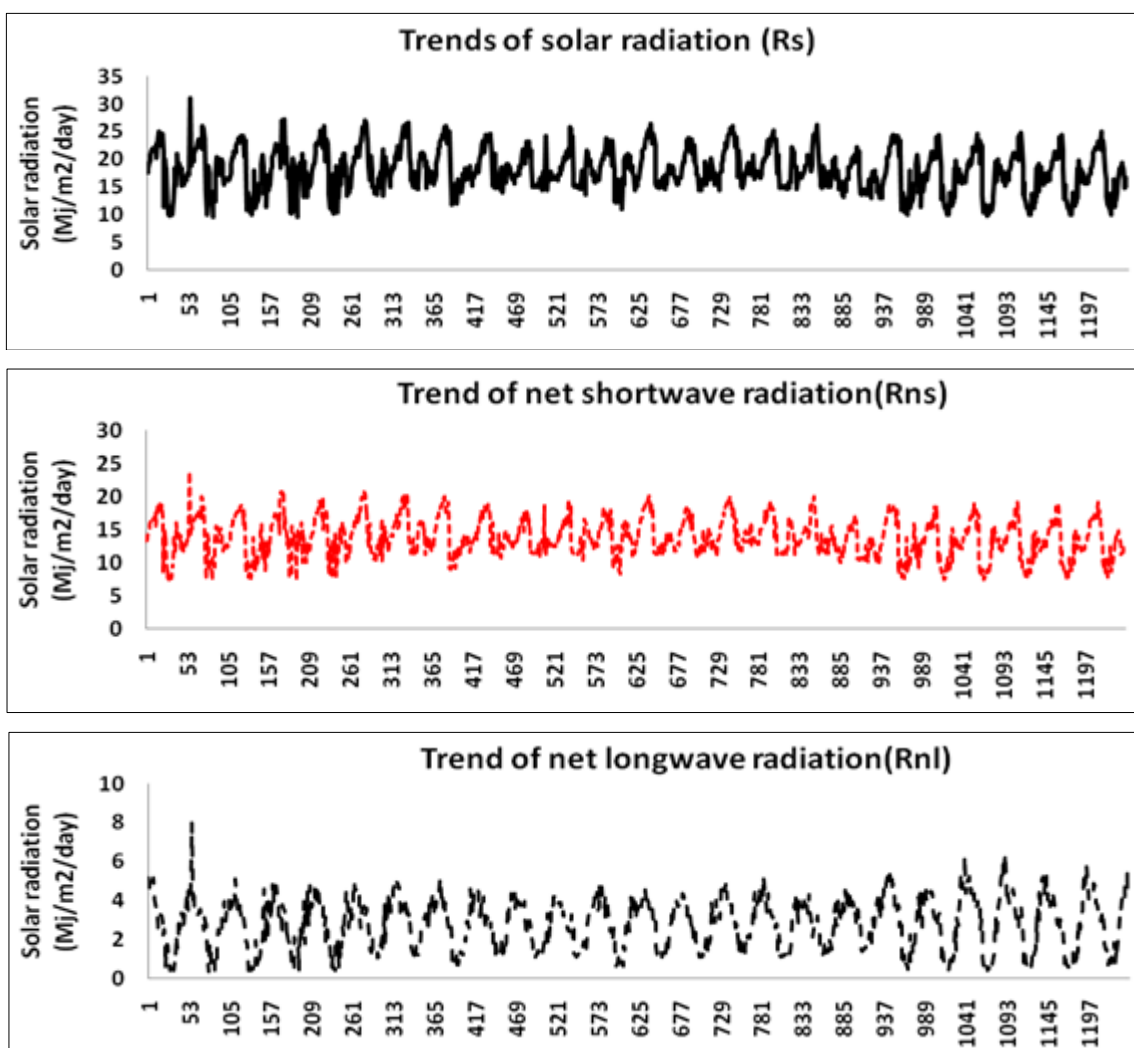 Trends of solar radiation (Rs)
Solar radiation
(Mj/m2/day)
35
30
25
20
15
10
5
0
1 53 105 157 209 261 313 365 417 469 521 573 625 677 729 781 833 885 937 989 1041 1093 1145 1197
Trend of net shortwave radiation(Rns)
Solar radiation
(Mj/m2/day)
30
25
20
15
10
5
0
1 53 105 157 209 261 313 365 417 469 521 573 625 677 729 781 833 885 937 989 1041 1093 1145 1197
Trend of net longwave radiation(Rnl)
Solar radiation
(Mj/m2/day)
10
8
6
4
2
0
1 53 105 157 209 261 313 365 417 469 521 573 625 677 729 781 833 885 937 989 1041 1093 1145 1197